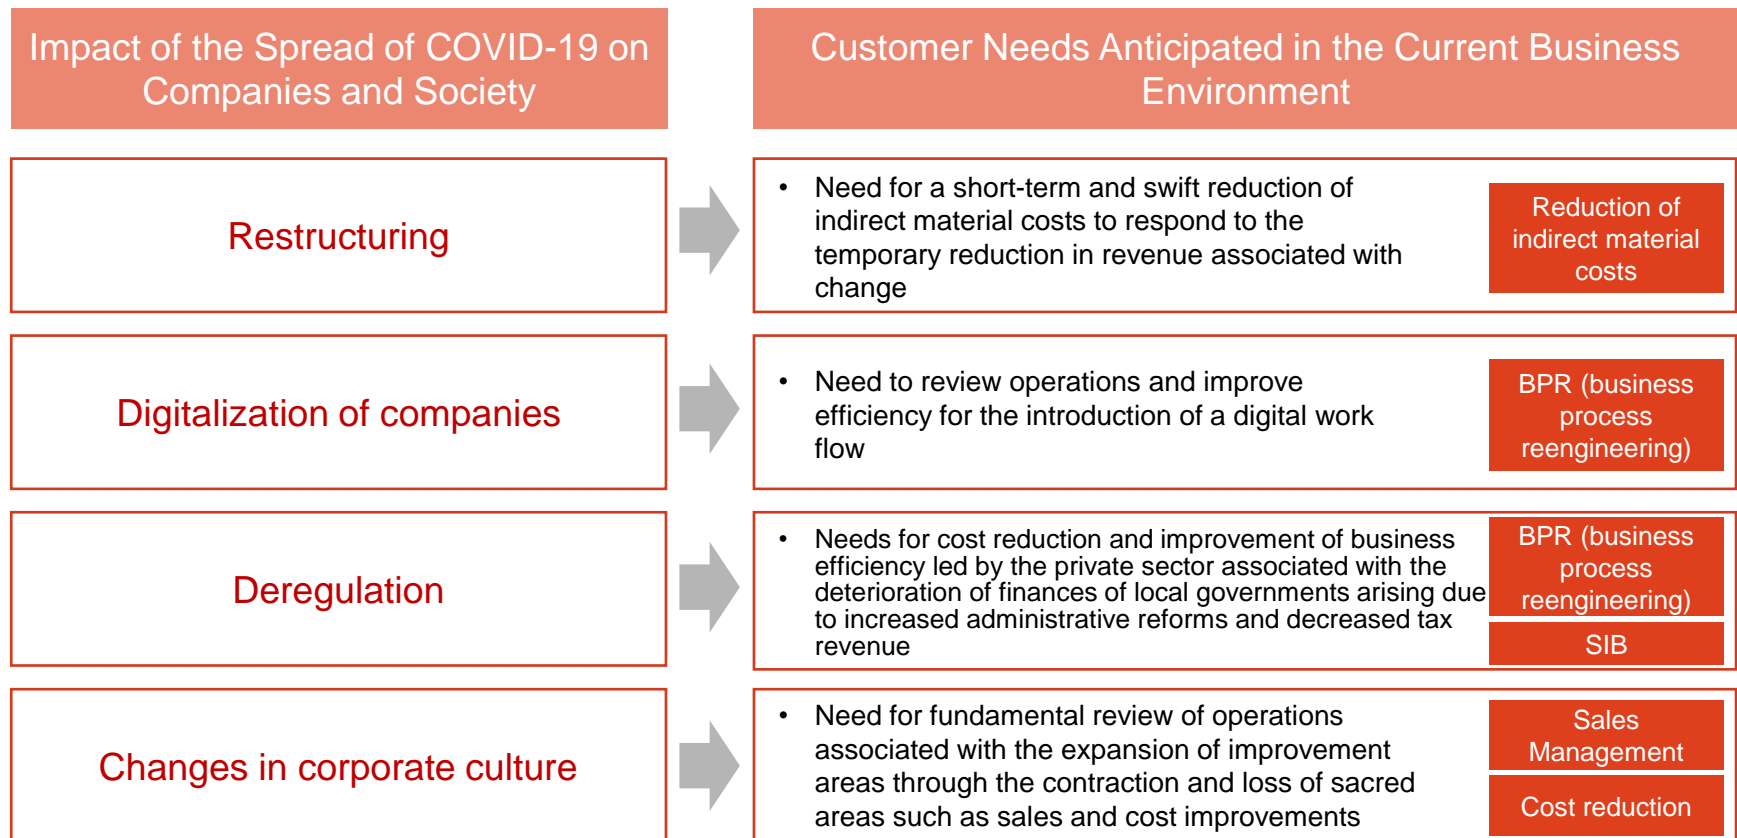 Impact of the Spread of COVID-19 on
Companies and Society
Customer Needs Anticipated in the Current Business
Environment
Restructuring
• Need for a short-term and swift reduction of
indirect material costs to respond to the
temporary reduction in revenue associated with
change
Reduction of
indirect material
costs
Digitalization of companies
• Need to review operations and improve
efficiency for the introduction of a digital work
flow
BPR (business
process
reengineering)
Deregulation
• Needs for cost reduction and improvement of business
efficiency led by the private sector associated with the
deterioration of finances of local governments arising due
to increased administrative reforms and decreased tax
revenue
BPR (business
process
reengineering)
SIB
Changes in corporate culture
• Need for fundamental review of operations
associated with the expansion of improvement
areas through the contraction and loss of sacred
areas such as sales and cost improvements
Sales
Management
Cost reduction